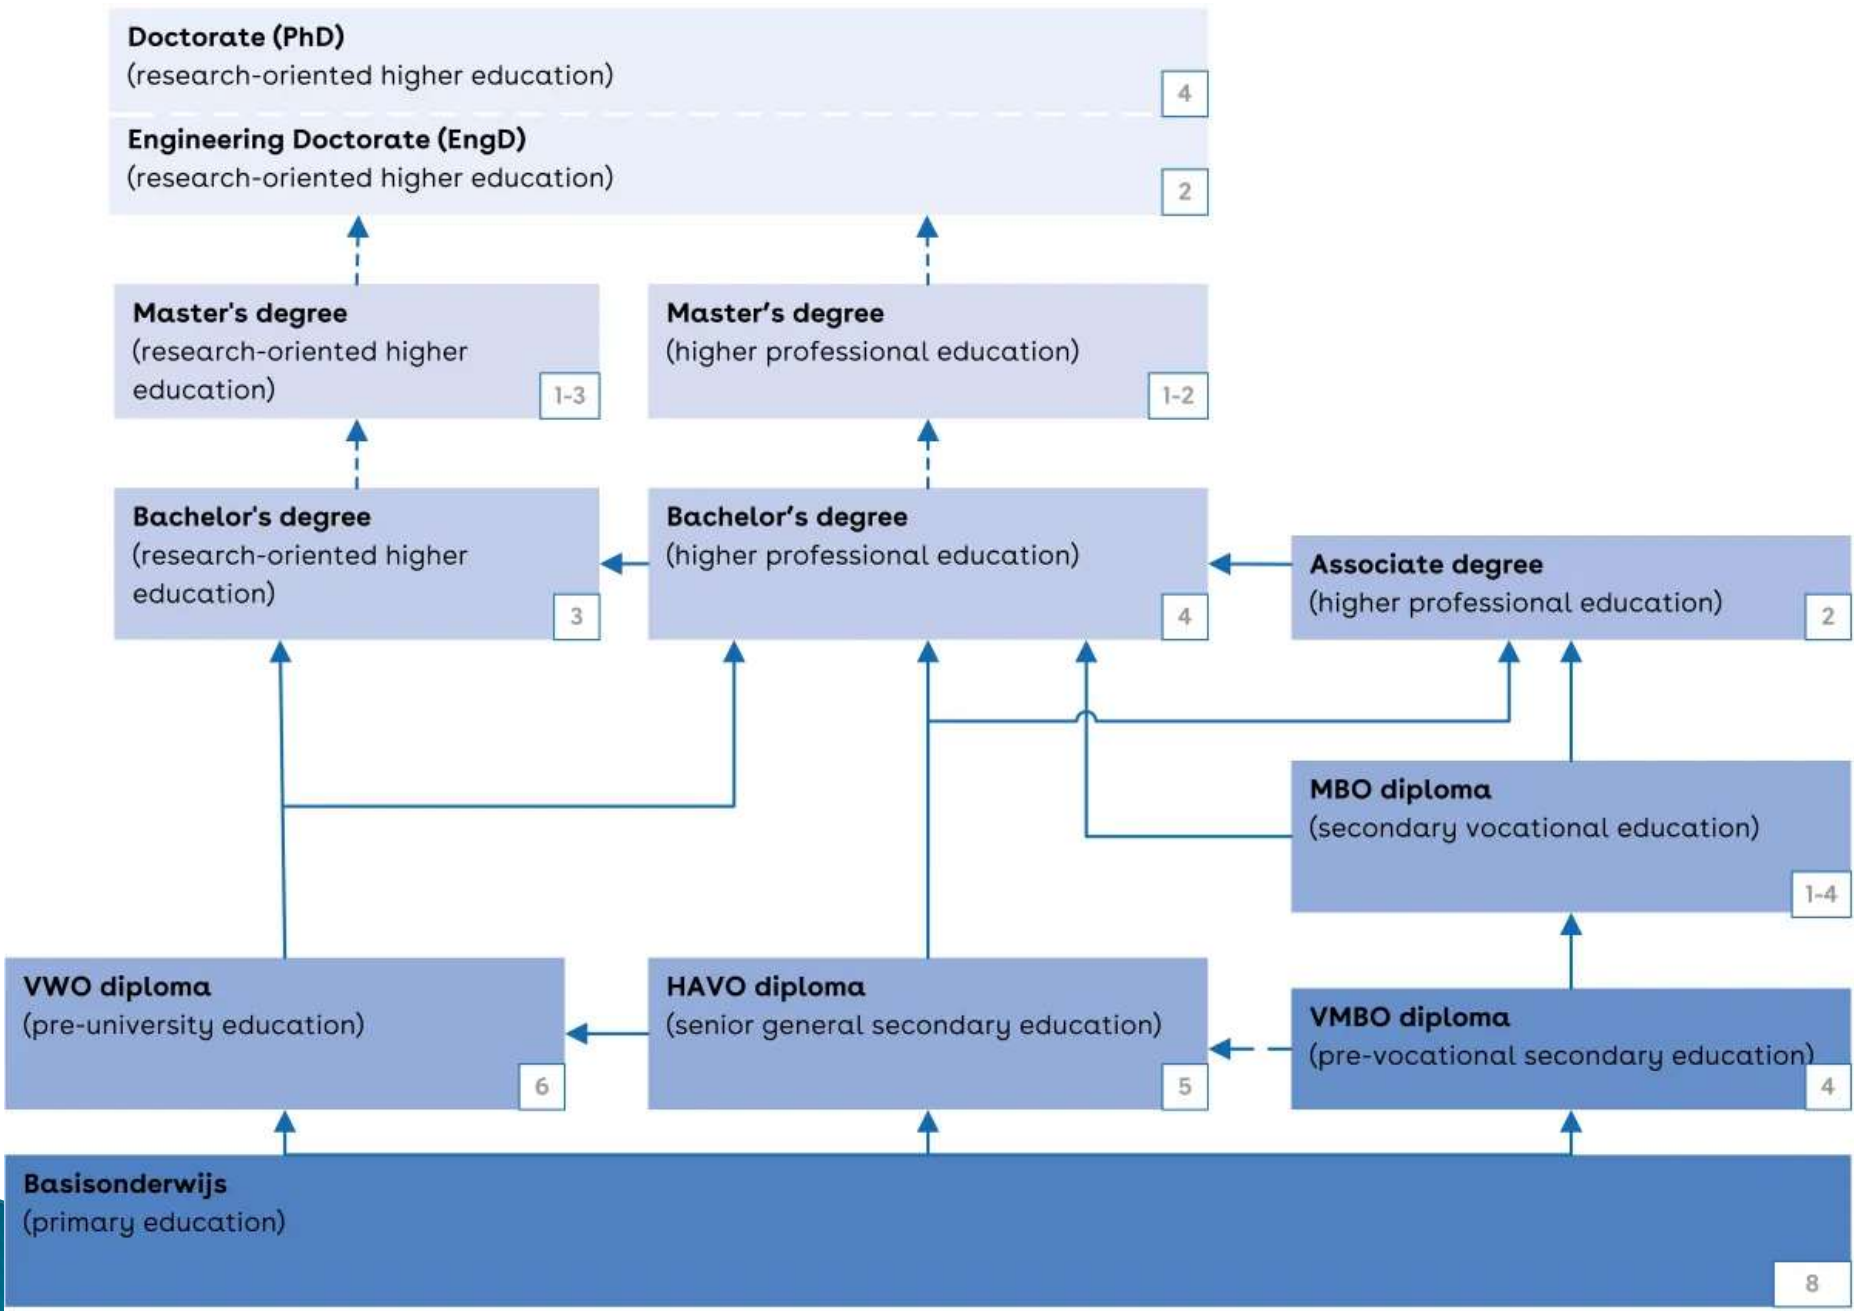 Doctorate (PhD)
(research-oriented higher education)
4
Engineering Doctorate (EngD)
(research-oriented higher education)
2
Master's degree
(research-oriented higher
education)
1-3
Master’s degree
(higher professional education)
1-2
Bachelor's degree
(research-oriented higher
education)
3
Bachelor’s degree
(higher professional education)
4
Associate degree
(higher professional education)
2
MBO diploma
(secondary vocational education)
1-4
VWO diploma
(pre-university education)
6
HAVO diploma
(senior general secondary education)
5
VMBO diploma
(pre-vocational secondary education)
4
Basisonderwijs
(primary education)
8